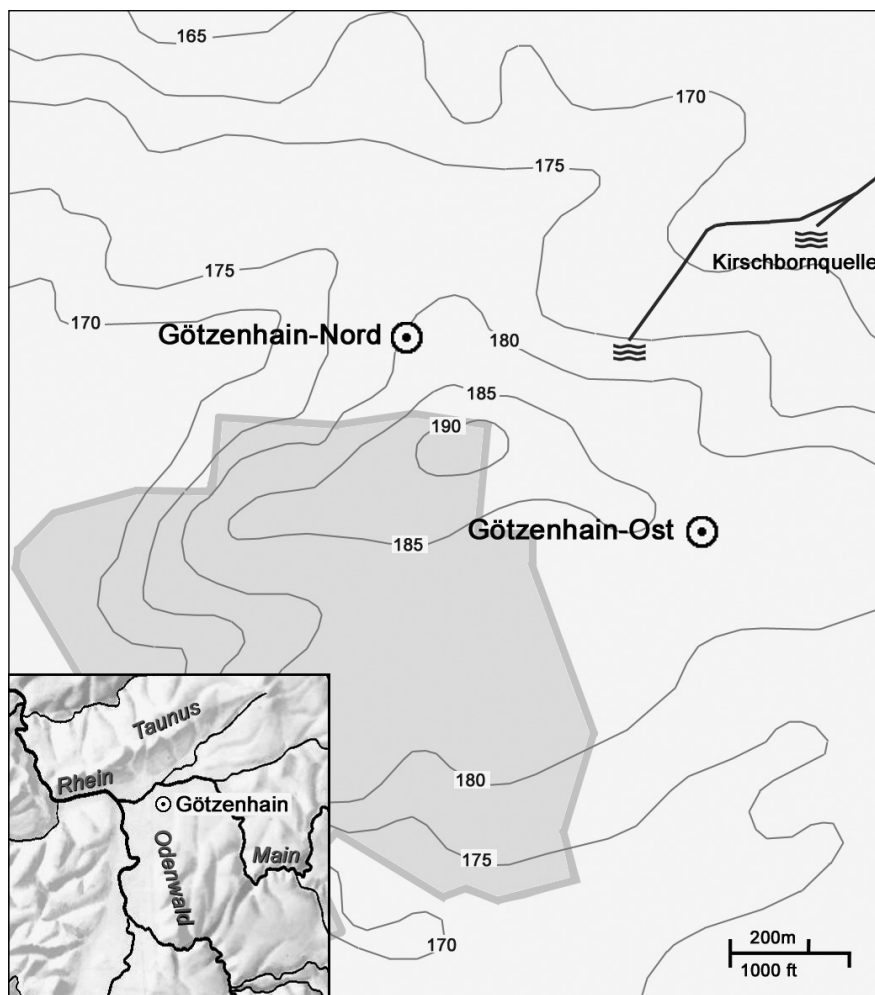 165
170
175
Kirschbornquelle
175
170
Götzenhain-Nord
180
185
190
Götzenhain-Ost
185
Taunus
Rhein
Götzenhain
Odenwald
Main
180
175
170
200m
1000 ft